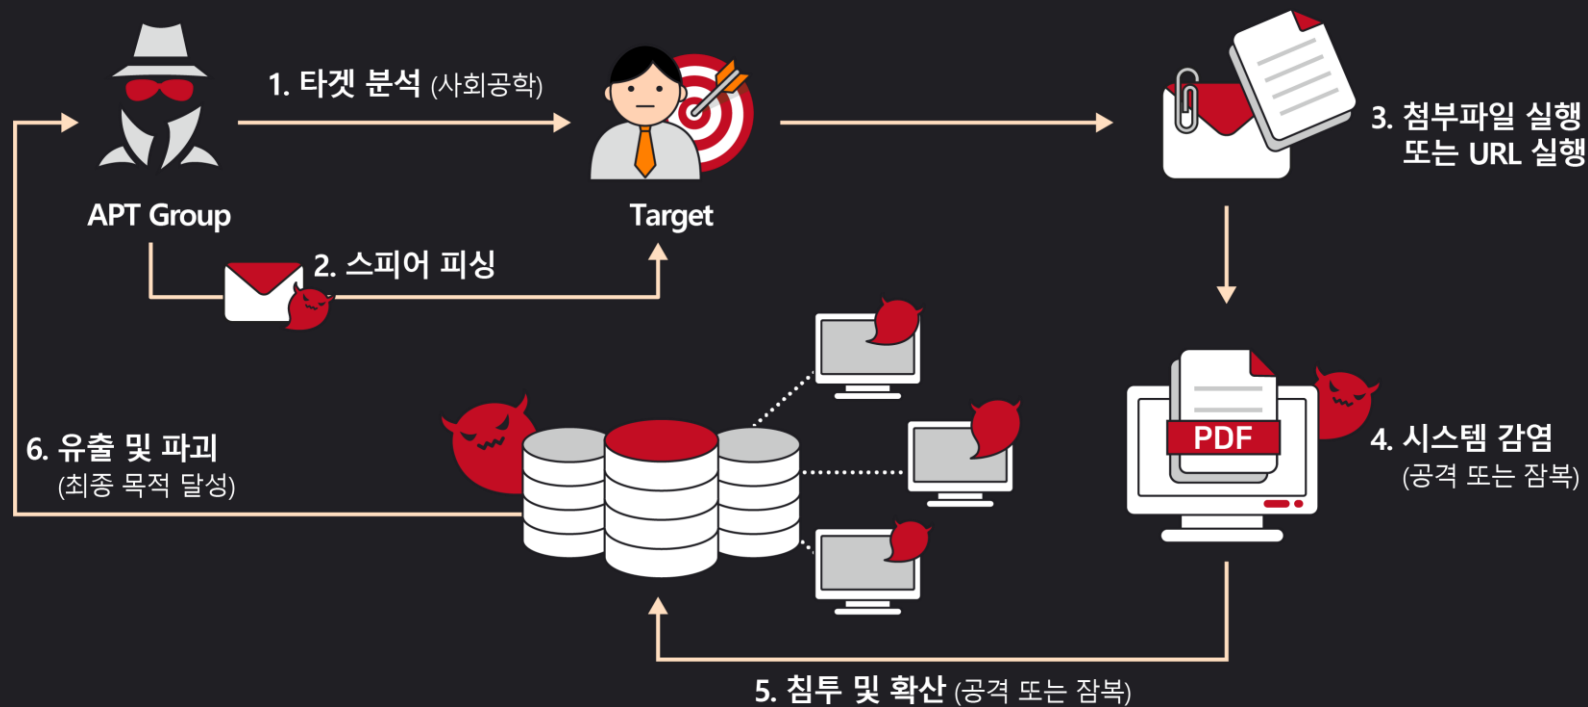 1. 타겟 분석 (사회공학)
APT Group
Target
2. 스피어 피싱
3. 첨부파일 실행
또는 URL 실행
PDF
4. 시스템 감염
(공격 또는 잠복)
5. 침투 및 확산 (공격 또는 잠복)
6. 유출 및 파괴
(최종 목적 달성)